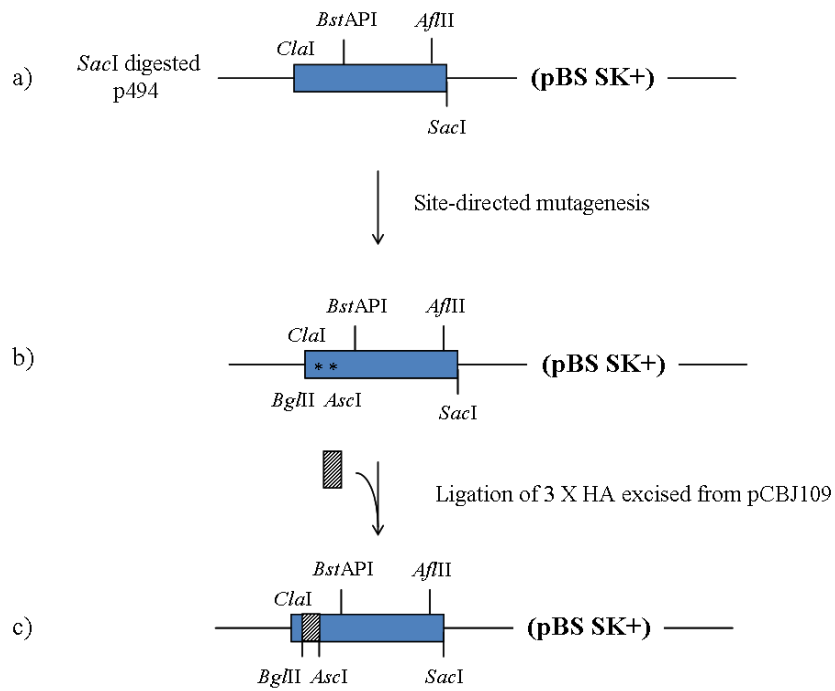 BstAPI AflII
ClaI
a) SacI digested
p494
(pBS SK+)
SacI
Site-directed mutagenesis
BstAPI AflII
ClaI
b) (pBS SK+)
* *
BglII AscI SacI
Ligation of 3 X HA excised from pCBJ109
BstAPI AflII
ClaI
c) (pBS SK+)
BglII AscI SacI